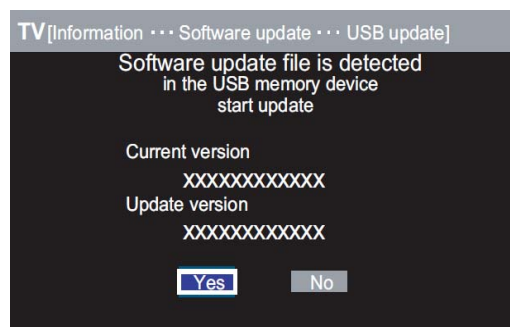 TV[Information ··· Software update ··· USB update]
Software update file is detected
in the USB memory device
start update
Current version
XXXXXXXXXXXX
Update version
XXXXXXXXXXXX
Yes No